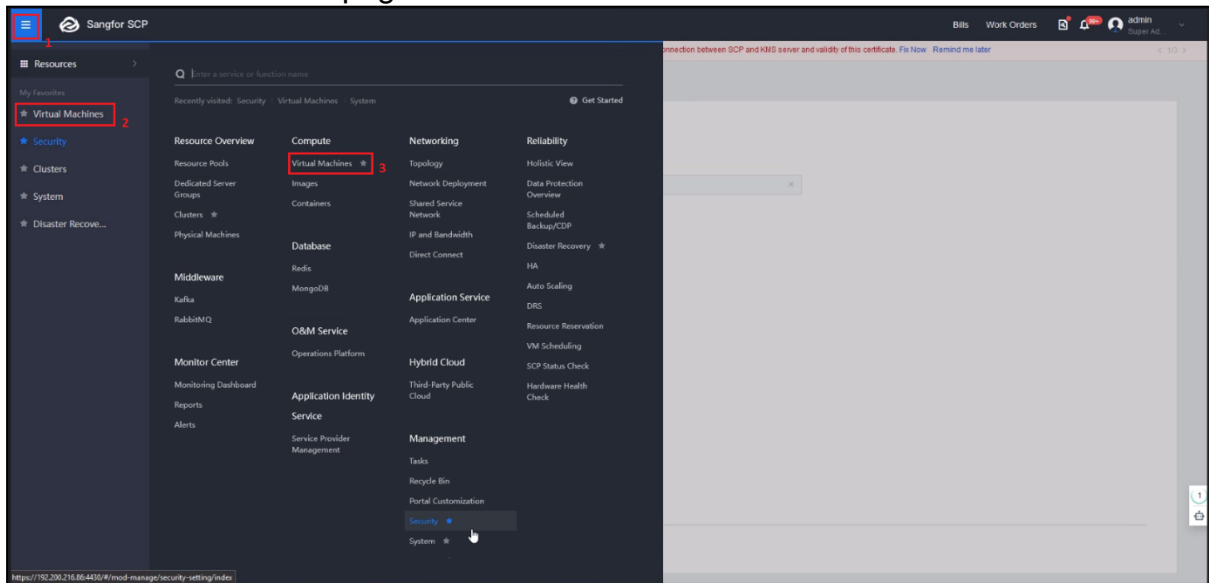 Sangfor SCP
Bills
Work Orders
99+
admin
Super Ad...
1
onnection between SCP and KMS server and validity of this certificate. Fix Now Remind me later
1/3
Resources
Enter a service or function name
My Favorites
Recently visited: Security Virtual Machines System
Get Started
Virtual Machines
2
Security
Clusters
System
Disaster Recove...
Resource Overview
Resource Pools
Dedicated Server
Groups
Clusters
Physical Machines
Middleware
Kafka
RabbitMQ
Monitor Center
Monitoring Dashboard
Reports
Alerts
Compute
Virtual Machines
3
Images
Containers
Database
Redis
MongoDB
O&M Service
Operations Platform
Application Identity
Service
Service Provider
Management
Networking
Topology
Network Deployment
Shared Service
Network
IP and Bandwidth
Direct Connect
Application Service
Application Center
Hybrid Cloud
Third-Party Public
Cloud
Management
Tasks
Recycle Bin
Portal Customization
Security
System
Reliability
Holistic View
Data Protection
Overview
Scheduled
Backup/CDP
Disaster Recovery
HA
Auto Scaling
DRS
Resource Reservation
VM Scheduling
SCP Status Check
Hardware Health
Check
1
https://192.200.216.86:4430/#/mod-manage/security-setting/index